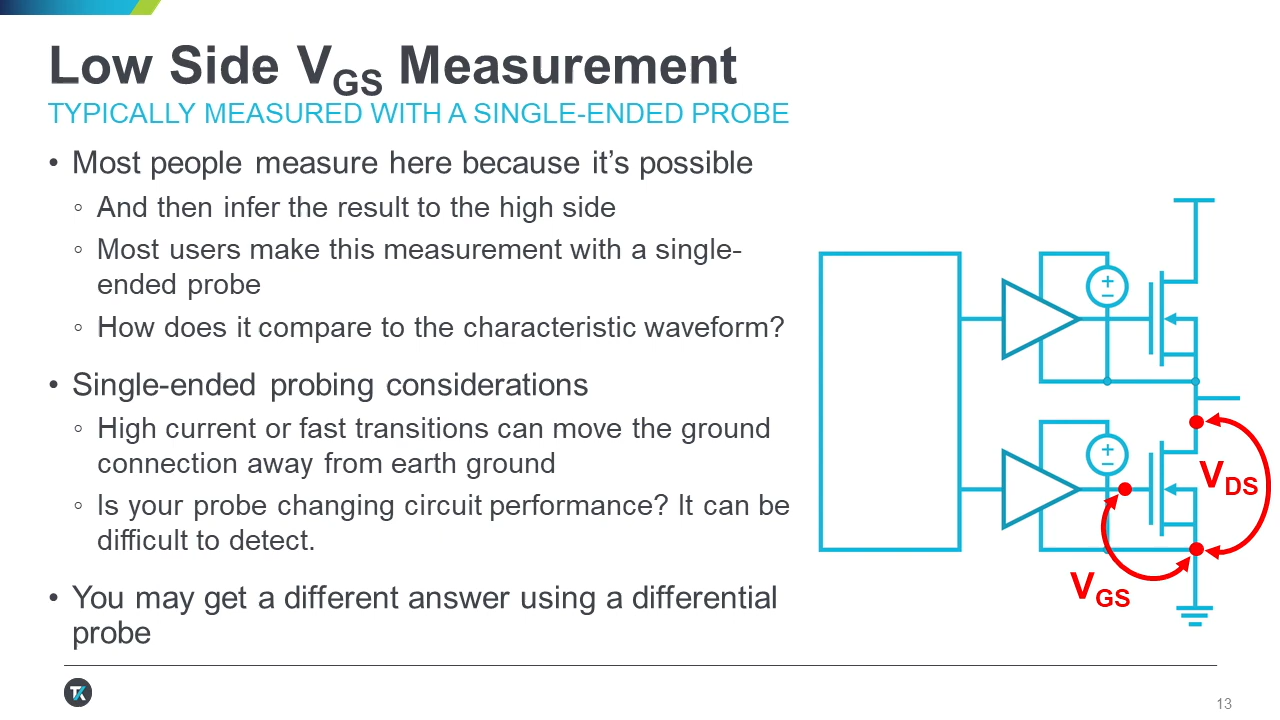 Low Side VGS Measurement
TYPICALLY MEASURED WITH A SINGLE-ENDED PROBE
• Most people measure here because it’s possible
◦ And then infer the result to the high side
◦ Most users make this measurement with a single-
ended probe
◦ How does it compare to the characteristic waveform?
• Single-ended probing considerations
◦ High current or fast transitions can move the ground
connection away from earth ground
◦ Is your probe changing circuit performance? It can be
difficult to detect.
• You may get a different answer using a differential
probe
+
−
+
−
VDS
VGS
TK
13